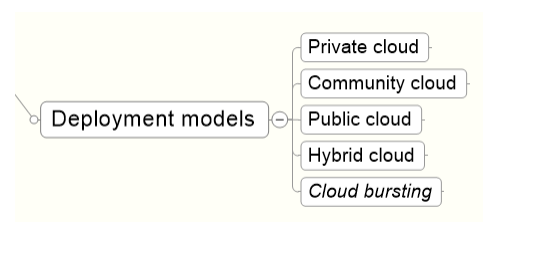 Deployment models
Private cloud
Community cloud
Public cloud
Hybrid cloud
Cloud bursting